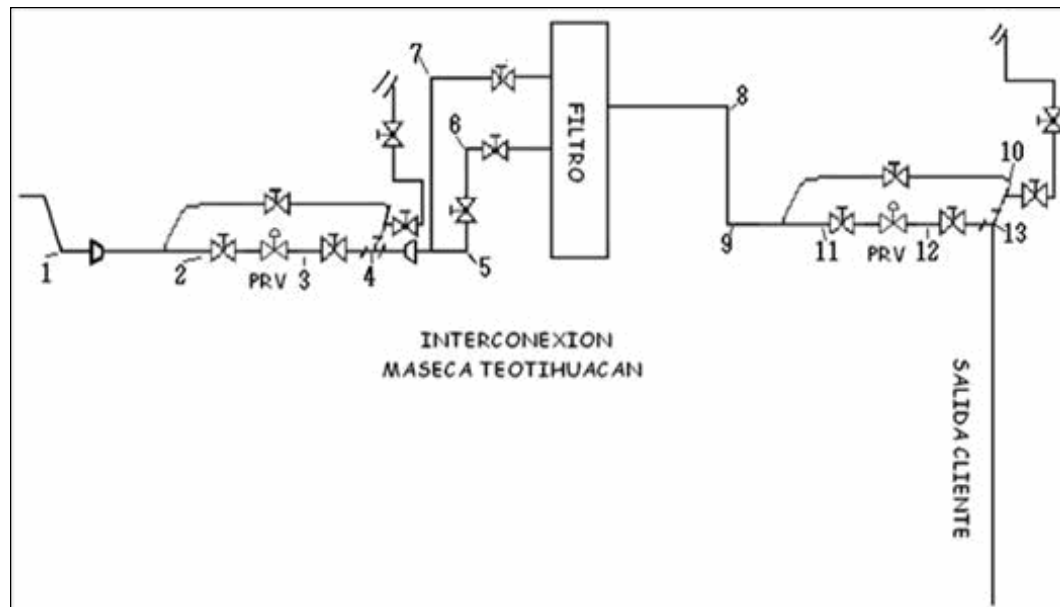 7
8
6
FILTRO
10
1
2
PRV 3
4
5
9
11
PRV 12
13
INTERCONEXION
MASECA TEOTIHUACAN
SALIDA CLIENTE